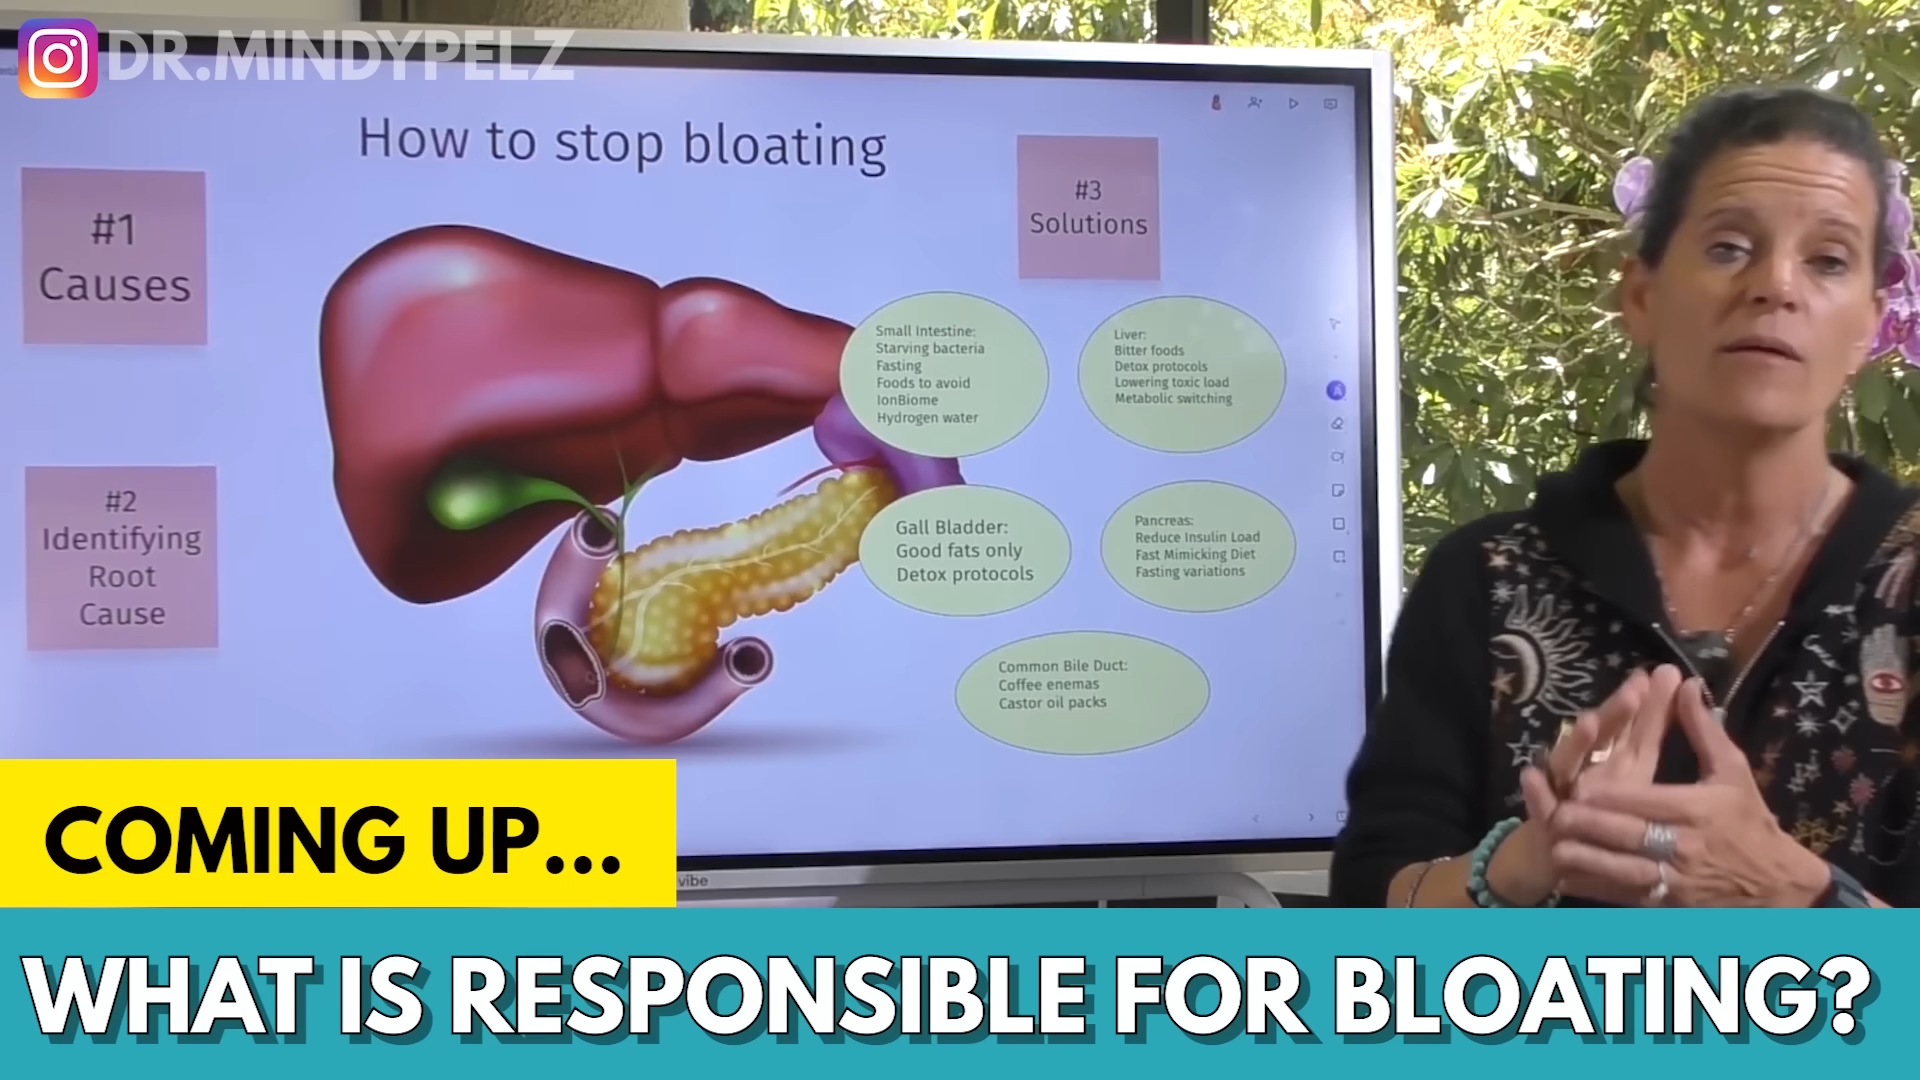 DR.MINDYPELZ
How to stop bloating
#1
Causes
#2
Identifying
Root
Cause
#3
Solutions
Small Intestine:
Starving bacteria
Fasting
Foods to avoid
IonBiome
Hydrogen water
Liver:
Bitter foods
Detox protocols
Lowering toxic load
Metabolic switching
Gall Bladder:
Good fats only
Detox protocols
Pancreas:
Reduce Insulin Load
Fast Mimicking Diet
Fasting variations
Common Bile Duct:
Coffee enemas
Castor oil packs
vibe
COMING UP...
WHAT IS RESPONSIBLE FOR BLOATING?